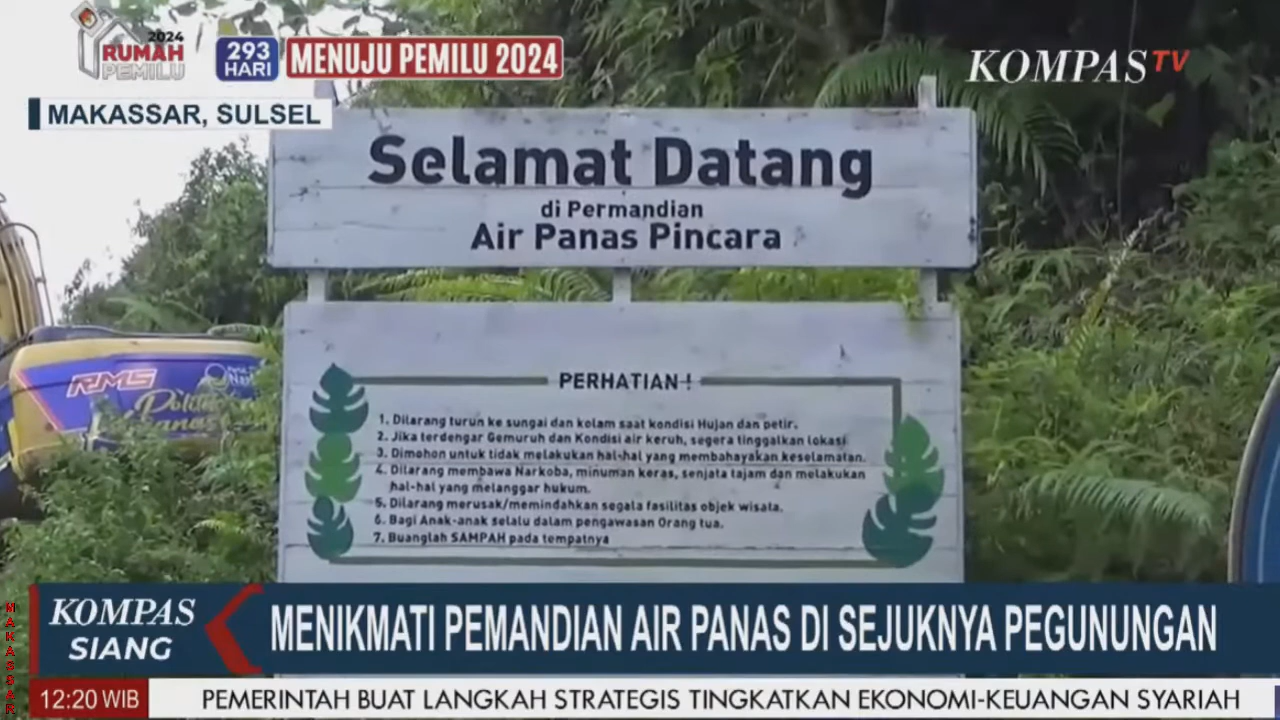 2024
RUMAH
PEMILU
293
HARI
MENUJU PEMILU 2024
KOMPAS TV
MAKASSAR, SULSEL
Selamat Datang
di Permandian
Air Panas Pincara
RMS
PERHATIAN !
1. Dilarang turun ke sungai dan kolam saat kondisi Hujan dan petir.
2. Jika terdengar Gemuruh dan Kondisi air keruh, segera tinggalkan lokasi
3. Dimohon untuk tidak melakukan hal-hal yang membahayakan keselamatan.
4. Dilarang membawa Narkoba, minuman keras, senjata tajam dan melakukan
hal-hal yang melanggar hukum.
5. Dilarang merusak/memindahkan segala fasilitas objek wisata.
6. Bagi Anak-anak selalu dalam pengawasan Orang tua.
7. Buanglah SAMPAH pada tempatnya
MAKASSAR
KOMPAS
SIANG
MENIKMATI PEMANDIAN AIR PANAS DI SEJUKNYA PEGUNUNGAN
12:20 WIB
PEMERINTAH BUAT LANGKAH STRATEGIS TINGKATKAN EKONOMI-KEUANGAN SYARIAH